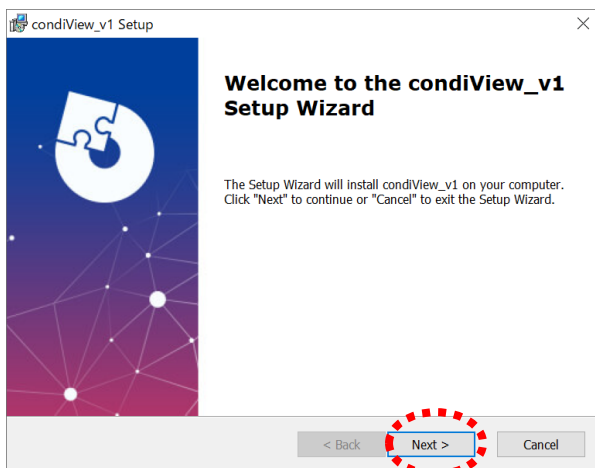 condiView_v1 Setup
Welcome to the condiView_v1
Setup Wizard
The Setup Wizard will install condiView_v1 on your computer.
Click "Next" to continue or "Cancel" to exit the Setup Wizard.
< Back Next > Cancel